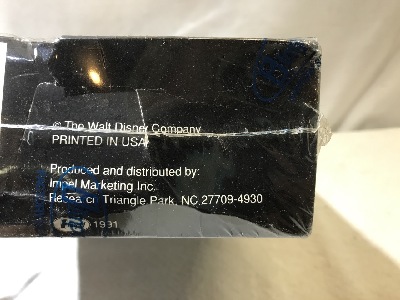 © The Walt Disney Company
PRINTED IN USA
Produced and distributed by:
Impel Marketing Inc.
Research Triangle Park, NC 27709-4930
1991